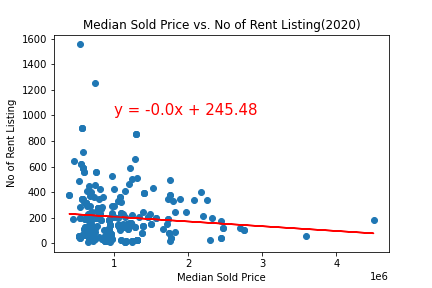 Median Sold Price vs. No of Rent Listing(2020)
1600
1400
1200
1000
800
600
400
200
0
No of Rent Listing
y = -0.0x + 245.48
1
2
3
4
1e6
Median Sold Price